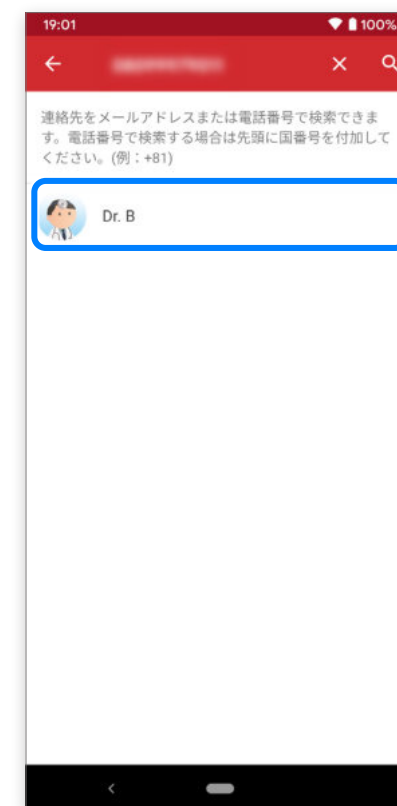 19:01 100%
連絡先をメールアドレスまたは電話番号で検索できま
す。電話番号で検索する場合は先頭に国番号を付加して
ください。(例：+81)
Dr. B